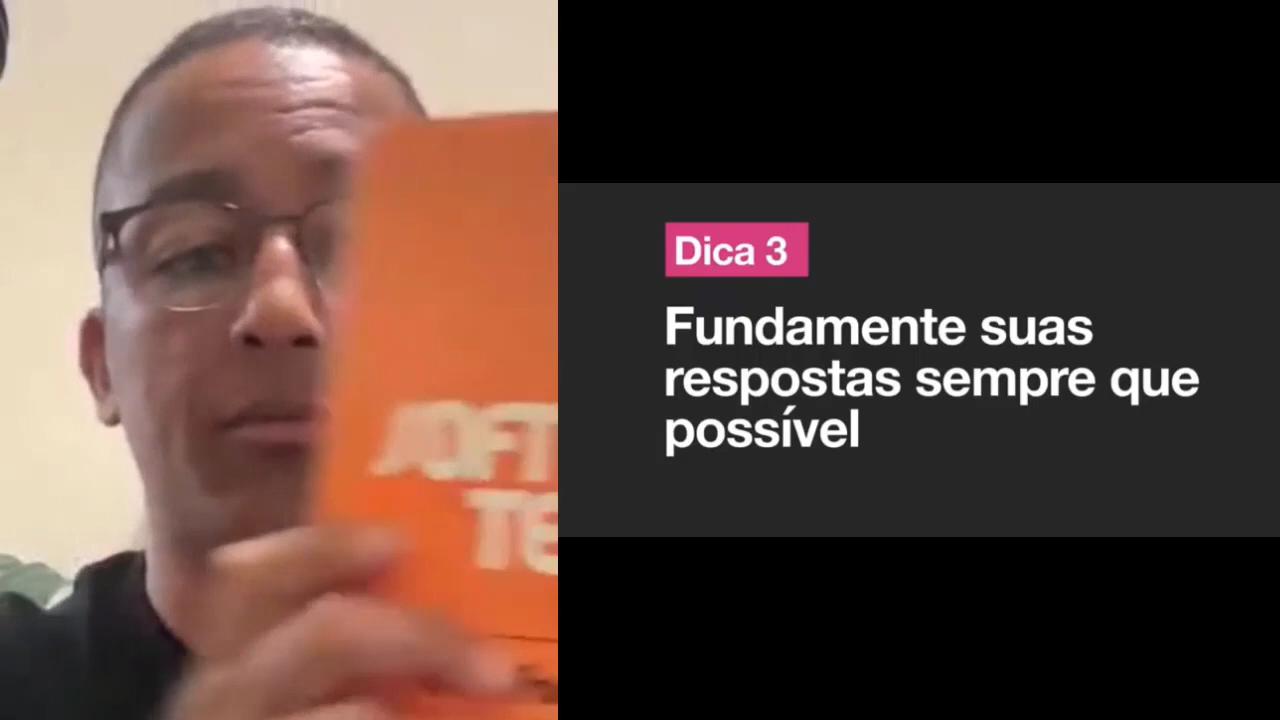 Dica 3
Fundamente suas
respostas sempre que
possível